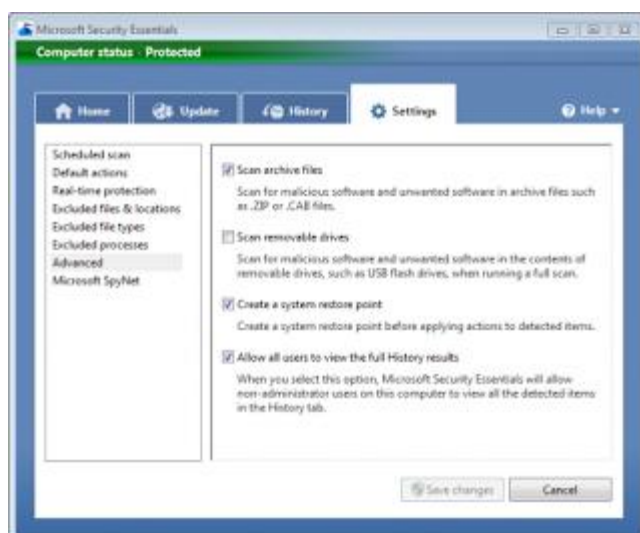 Microsoft Security Essentials
Computer status - Protected
Home
Update
History
Settings
Help
Scheduled scan
Default actions
Real-time protection
Excluded files & locations
Excluded file types
Excluded processes
Advanced
Microsoft SpyNet
Scan archive files
Scan for malicious software and unwanted software in archive files such
as .ZIP or .CAB files.
Scan removable drives
Scan for malicious software and unwanted software in the contents of
removable drives, such as USB flash drives, when running a full scan.
Create a system restore point
Create a system restore point before applying actions to detected items.
Allow all users to view the full History results
When you select this option, Microsoft Security Essentials will allow
non-administrator users on this computer to view all the detected items
in the History tab.
Save changes
Cancel